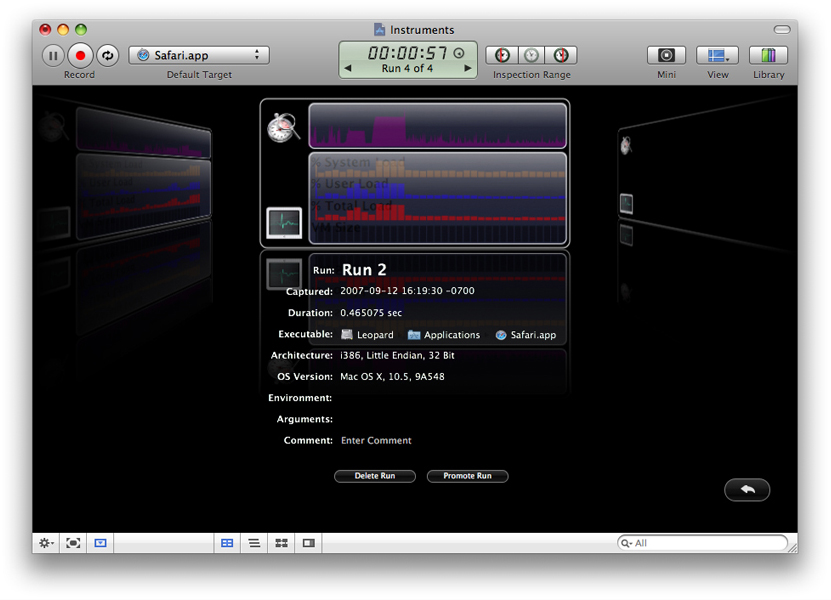 Instruments
Safari.app
00:00:57
Run 4 of 4
Record
Default Target
Inspection Range
Mini
View
Library
% System Load
% User Load
% Total Load
VM Size
Run: Run 2
Captured: 2007-09-12 16:19:30 -0700
Duration: 0.465075 sec
Executable: Leopard Applications Safari.app
Architecture: i386, Little Endian, 32 Bit
OS Version: Mac OS X, 10.5, 9A548
Environment:
Arguments:
Comment: Enter Comment
Delete Run Promote Run
All